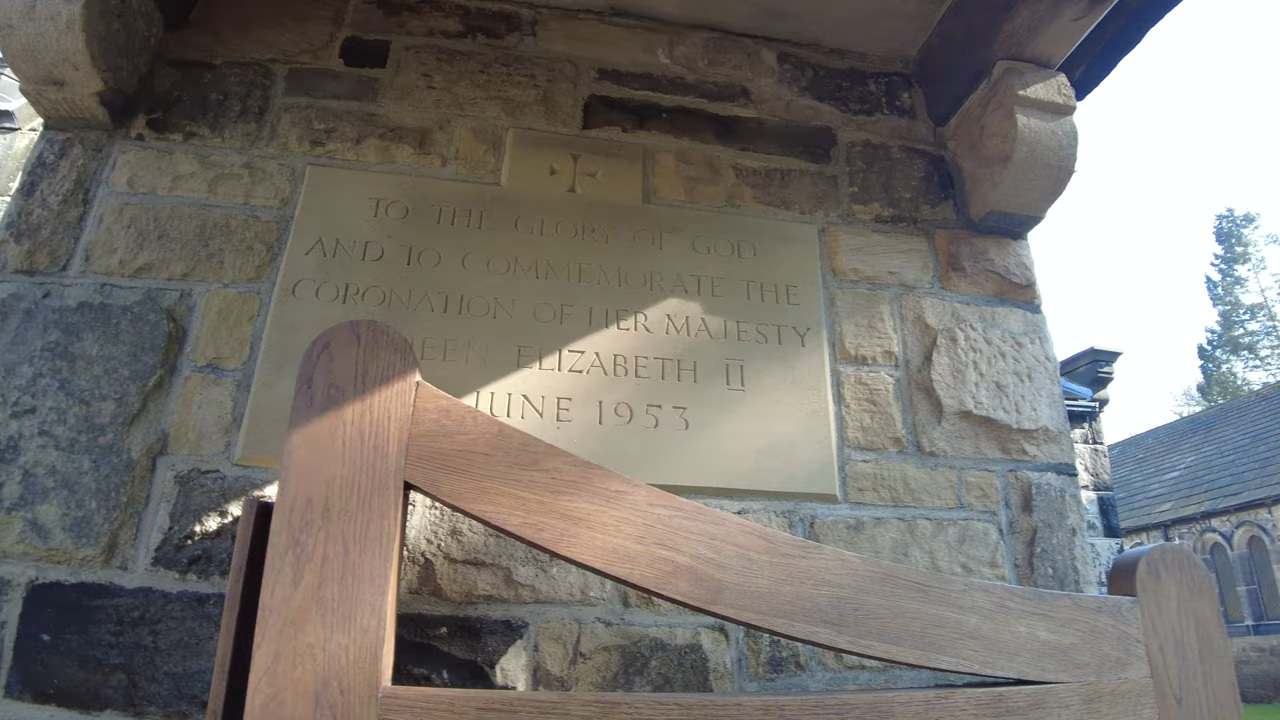 TO THE GLORY OF GOD
AND TO COMMEMORATE THE
CORONATION OF HER MAJESTY
ELIZABETH II
JUNE 1953